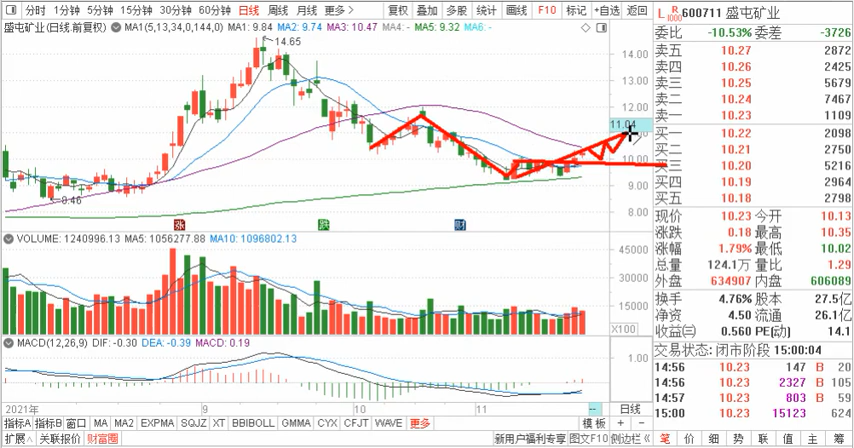 分时 1分钟 5分钟 15分钟 30分钟 60分钟 日线 周线 月线 更多 复权 叠加 多股 统计 画线 F10 标记 +自选 返回
L R 1000 600711 盛屯矿业
盛屯矿业(日线.前复权) MA1(5,13,34,0,144,0) MA1: 9.84 MA2: 9.74 MA3: 10.47 MA4: - MA5: 9.32 MA6: -
委比 -10.53% 委差 -3726
卖五 10.27 2872
卖四 10.26 2425
卖三 10.25 5679
卖二 10.24 7467
卖一 10.23 1109
买一 10.22 2098
买二 10.21 2750
买三 10.20 5216
买四 10.19 2964
买五 10.18 2798
14.65
14.00
13.00
12.00
11.04
10.00
9.00
8.00
8.46
涨 跌 财
现价 10.23 今开 10.13
涨跌 0.18 最高 10.35
涨幅 1.79% 最低 10.02
总量 124.1万 量比 1.29
外盘 634907 内盘 606089
换手 4.76% 股本 27.5亿
净资 4.50 流通 26.1亿
收益㈢ 0.560 PE(动) 14.1
交易状态: 闭市阶段 15:00:04
14:56 10.23 147 B 20
14:56 10.23 2327 B 105
14:57 10.23 803 B 59
15:00 10.23 15123 624
VOLUME: 1240996.13 MA5: 1056277.88 MA10: 1096802.13
45000
30000
15000
X100
MACD(12,26,9) DIF: -0.30 DEA: -0.39 MACD: 0.19
1.00
2021年 9 10 11 日线
指标A 指标B 窗口 MA MA2 EXPMA SQJZ XT BBIBOLL GMMA CYX CFJT WAVE 更多 模板 + -
扩展∧ 关联报价 财富圈 新用户福利专享 图文F10 侧边栏《
笔 价 细 势 联 值 主 筹